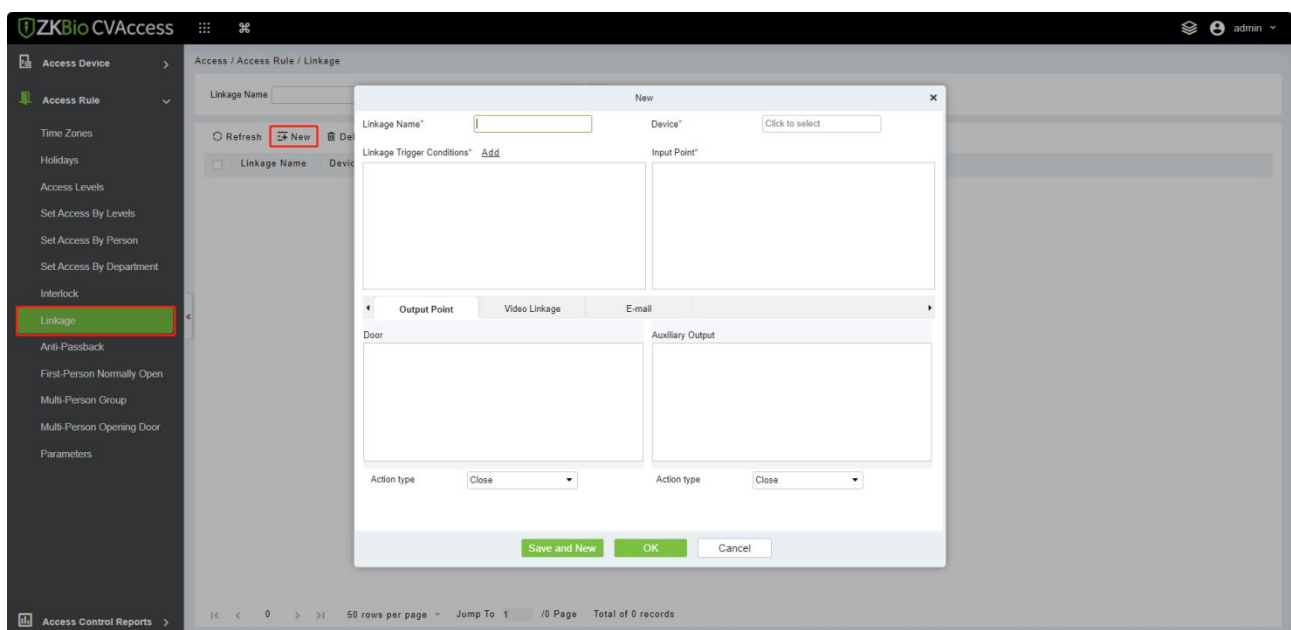 ZKBio CVAccess
admin
Access Device
Access / Access Rule / Linkage
Access Rule
Linkage Name
New
Time Zones
Linkage Name*
Device*
Click to select
Refresh
New
Del
Holidays
Linkage Trigger Conditions* Add
Input Point*
Linkage Name
Devic
Access Levels
Set Access By Levels
Set Access By Person
Set Access By Department
Interlock
Output Point
Video Linkage
E-mail
Linkage
Door
Auxiliary Output
Anti-Passback
First-Person Normally Open
Multi-Person Group
Multi-Person Opening Door
Parameters
Action type
Close
Action type
Close
Save and New
OK
Cancel
Access Control Reports
0
50 rows per page
Jump To 1 /0 Page
Total of 0 records